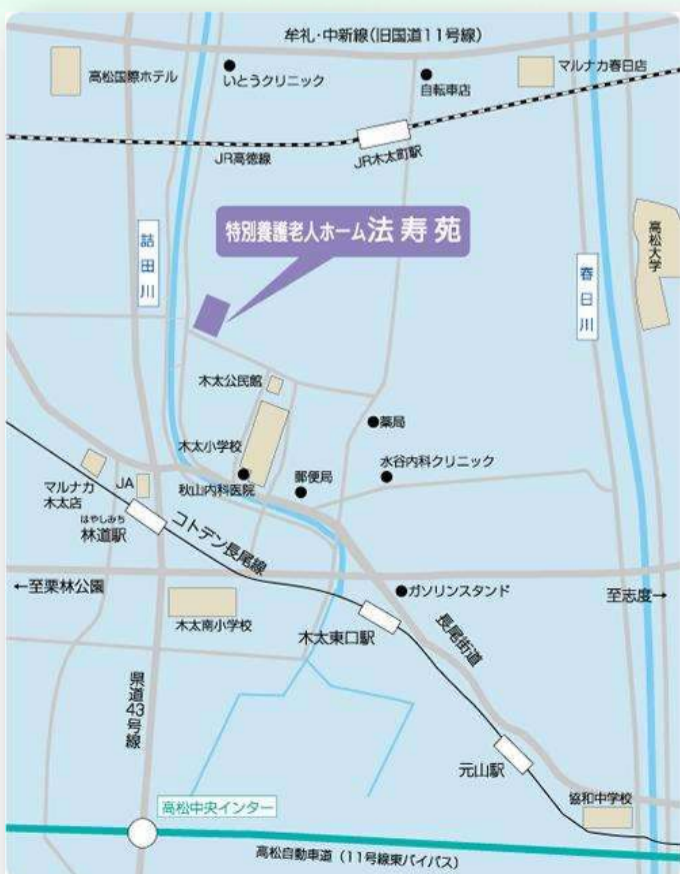 牟礼・中新線(旧国道11号線)
高松国際ホテル
いとうクリニック
自転車店
マルナカ春日店
JR高徳線
JR木太町駅
特別養護老人ホーム法寿苑
詰田川
春日川
高松大学
木太公民館
木太小学校
薬局
水谷内科クリニック
郵便局
秋山内科医院
マルナカ
木太店
JA
はやしみち
林道駅
コトデン長尾線
←至栗林公園
ガソリンスタンド
至志度→
木太南小学校
木太東口駅
長尾街道
県道43号線
元山駅
協和中学校
高松中央インター
高松自動車道（11号線東バイパス）